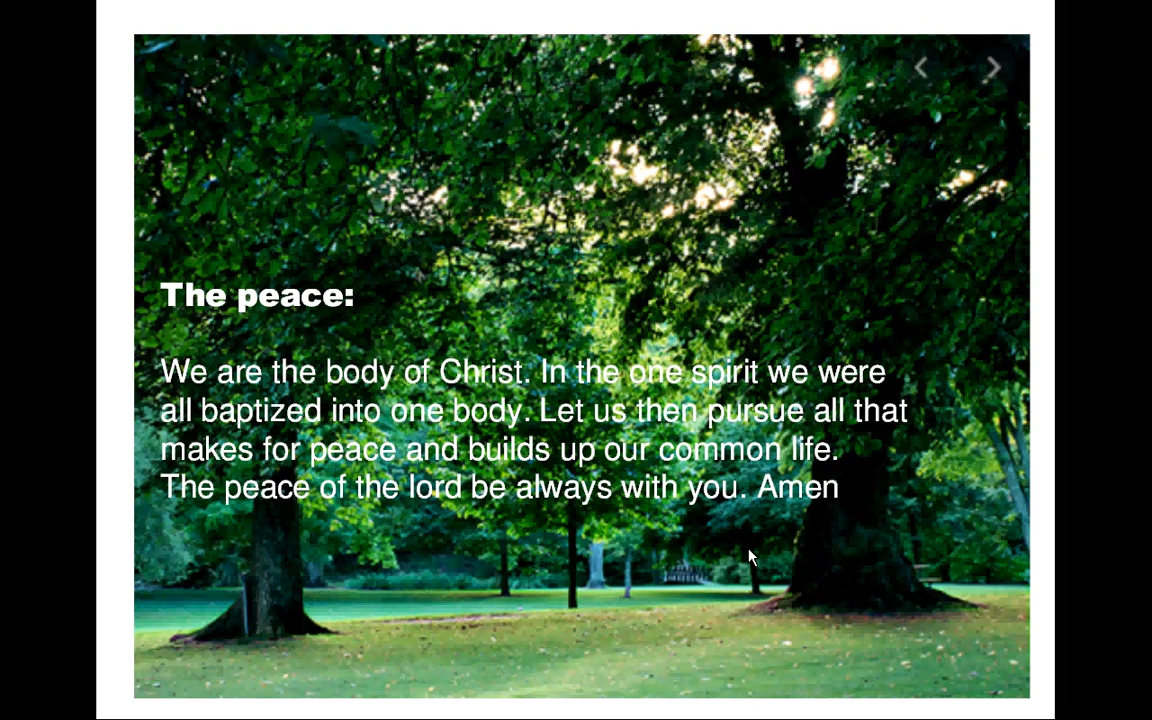 The peace:
We are the body of Christ. In the one spirit we were
all baptized into one body. Let us then pursue all that
makes for peace and builds up our common life.
The peace of the lord be always with you. Amen